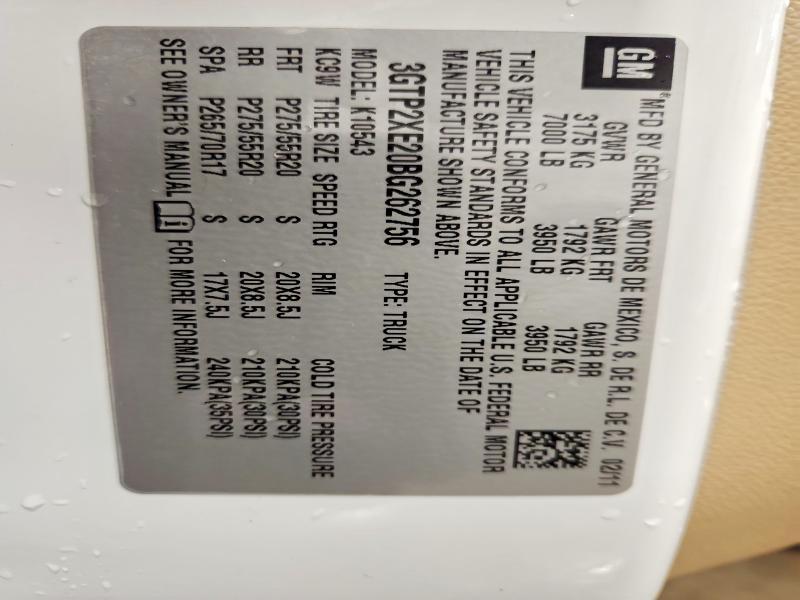 GM
® MFD BY GENERAL MOTORS DE MEXICO, S. DE R.L. DE C.V. 02/11
GVWR GAWR FRT GAWR RR
3175 KG 1792 KG 1792 KG
7000 LB 3950 LB 3950 LB
THIS VEHICLE CONFORMS TO ALL APPLICABLE U.S. FEDERAL MOTOR
VEHICLE SAFETY STANDARDS IN EFFECT ON THE DATE OF
MANUFACTURE SHOWN ABOVE.
3GTP2XE20BG262756 TYPE: TRUCK
MODEL: K10543
KC9W TIRE SIZE SPEED RTG RIM COLD TIRE PRESSURE
FRT P275/55R20 S 20X8.5J 210KPA(30PSI)
RR P275/55R20 S 20X8.5J 210KPA(30PSI)
SPA P26570R17 S 17X7.5J 240KPA(35PSI)
SEE OWNER'S MANUAL FOR MORE INFORMATION.